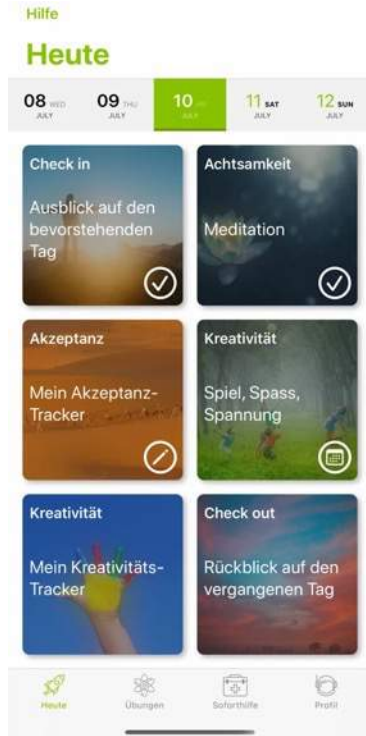 Hilfe
Heute
08 WED
JULY
09 THU
JULY
10 FRI
JULY
11 SAT
JULY
12 SUN
JULY
Check in
Ausblick auf den
bevorstehenden
Tag
Achtsamkeit
Meditation
Akzeptanz
Mein Akzeptanz-
Tracker
Kreativität
Spiel, Spass,
Spannung
Kreativität
Mein Kreativitäts-
Tracker
Check out
Rückblick auf den
vergangenen Tag
Heute
Übungen
Soforthilfe
Profil